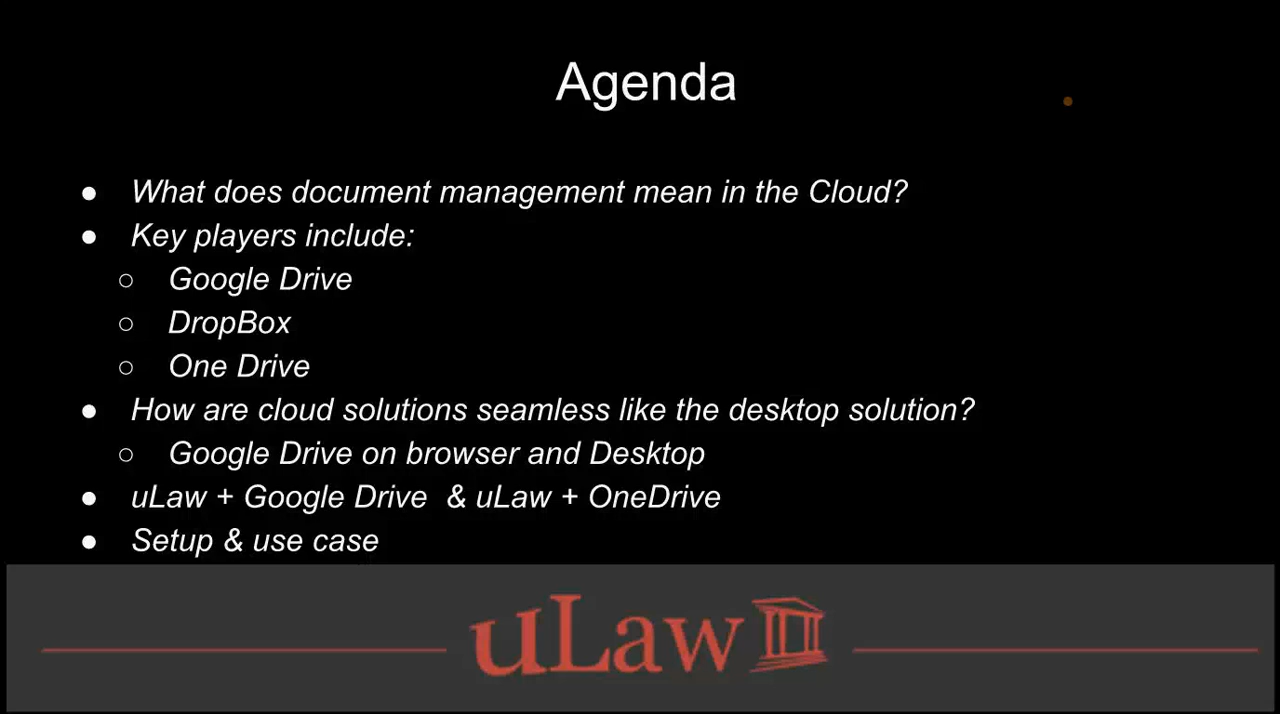 Agenda
● What does document management mean in the Cloud?
● Key players include:
○ Google Drive
○ DropBox
○ One Drive
● How are cloud solutions seamless like the desktop solution?
○ Google Drive on browser and Desktop
● uLaw + Google Drive & uLaw + OneDrive
● Setup & use case
uLaw